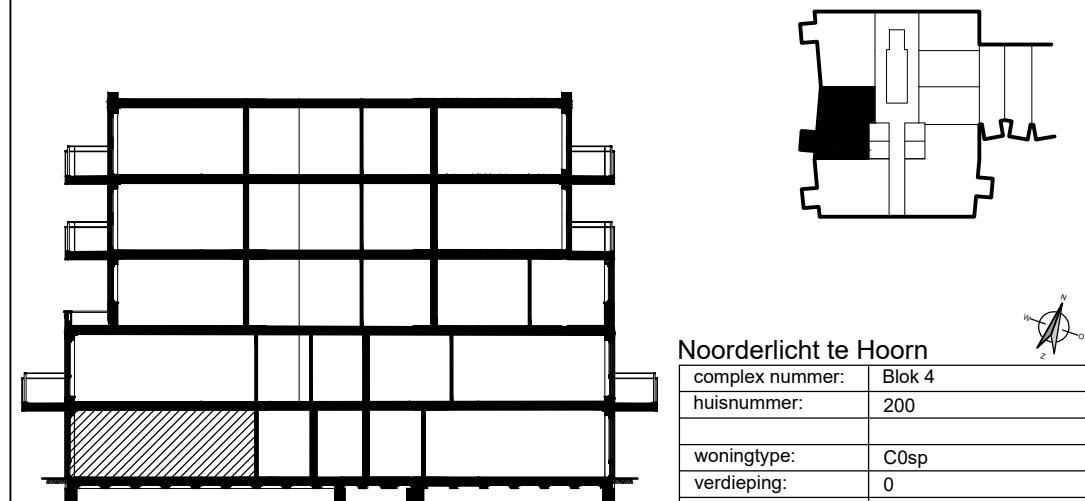 N
W
O
Z
Noorderlicht te Hoorn
complex nummer: Blok 4
huisnummer: 200
woningtype: C0sp
verdieping: 0